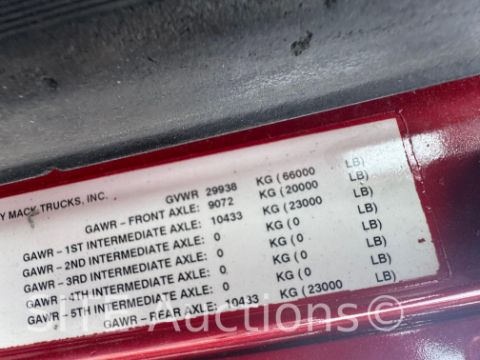 Y MACK TRUCKS, INC.
GVWR 29938 KG (66000 LB)
GAWR - FRONT AXLE: 9072 KG (20000 LB)
GAWR - 1ST INTERMEDIATE AXLE: 10433 KG (23000 LB)
GAWR - 2ND INTERMEDIATE AXLE: 0 KG (0 LB)
GAWR - 3RD INTERMEDIATE AXLE: 0 KG (0 LB)
GAWR - 4TH INTERMEDIATE AXLE: 0 KG (0 LB)
GAWR - 5TH INTERMEDIATE AXLE: 0 KG (0 LB)
GAWR - REAR AXLE: 10433 KG (23000 LB)
Auctions